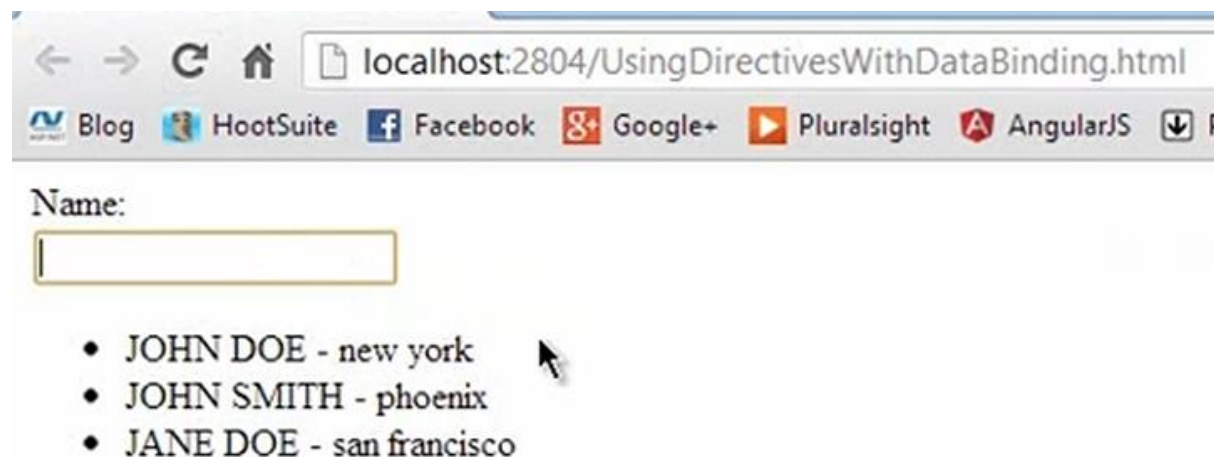 localhost:2804/UsingDirectivesWithDataBinding.html
Blog HootSuite Facebook Google+ Pluralsight AngularJS
Name:
JOHN DOE - new york
JOHN SMITH - phoenix
JANE DOE - san francisco